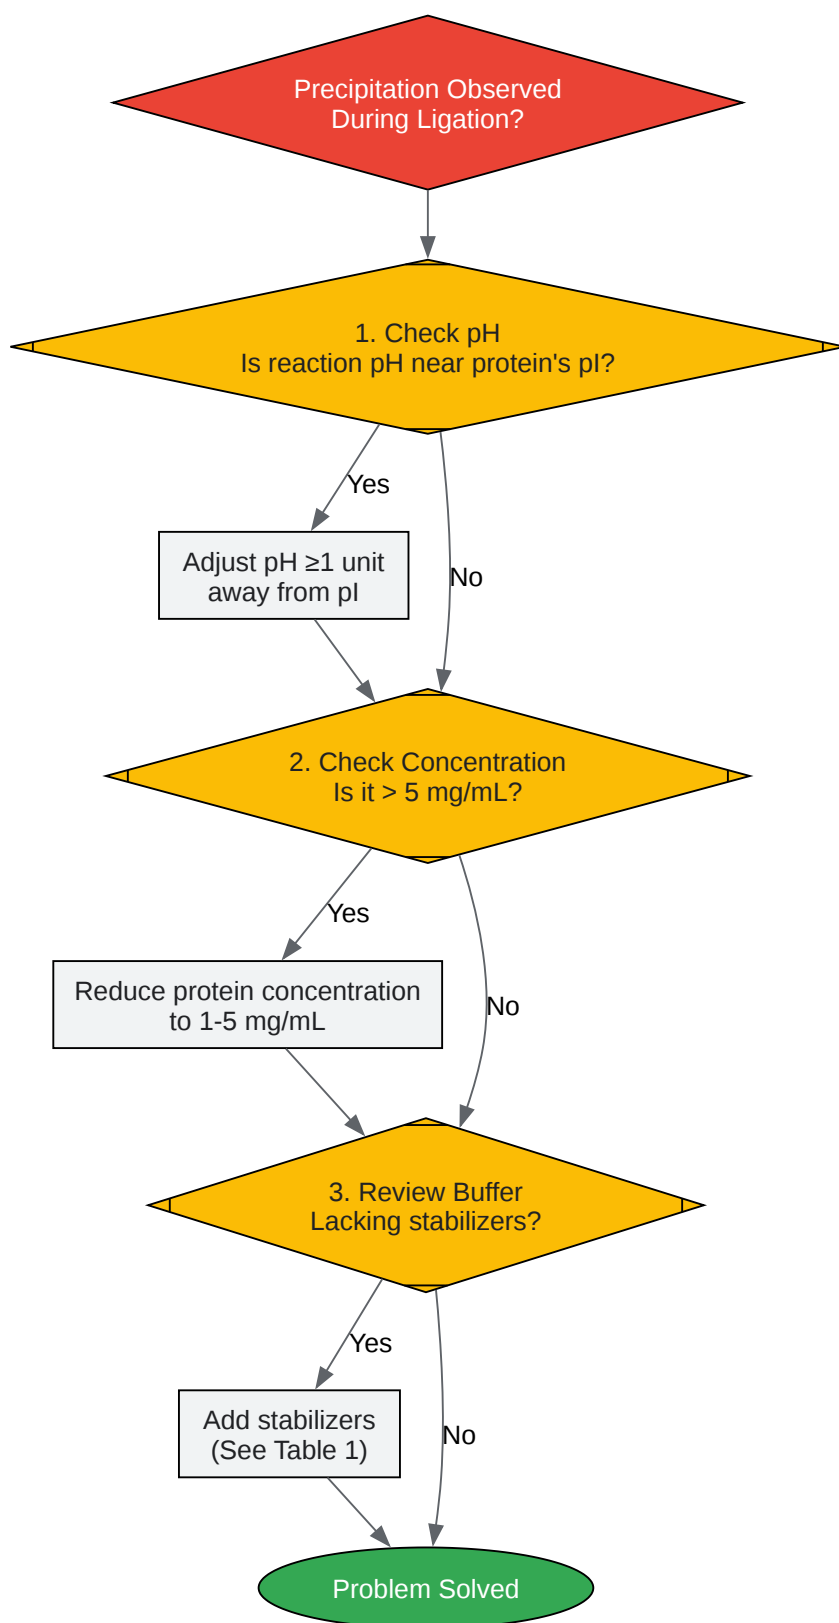 Precipitation Observed
During Ligation?
1. Check pH
Is reaction pH near protein's pI?
Yes
Adjust pH ≥1 unit
away from pI
No
2. Check Concentration
Is it > 5 mg/mL?
Yes
Reduce protein concentration
to 1-5 mg/mL
No
3. Review Buffer
Lacking stabilizers?
Yes
Add stabilizers
(See Table 1)
No
Problem Solved